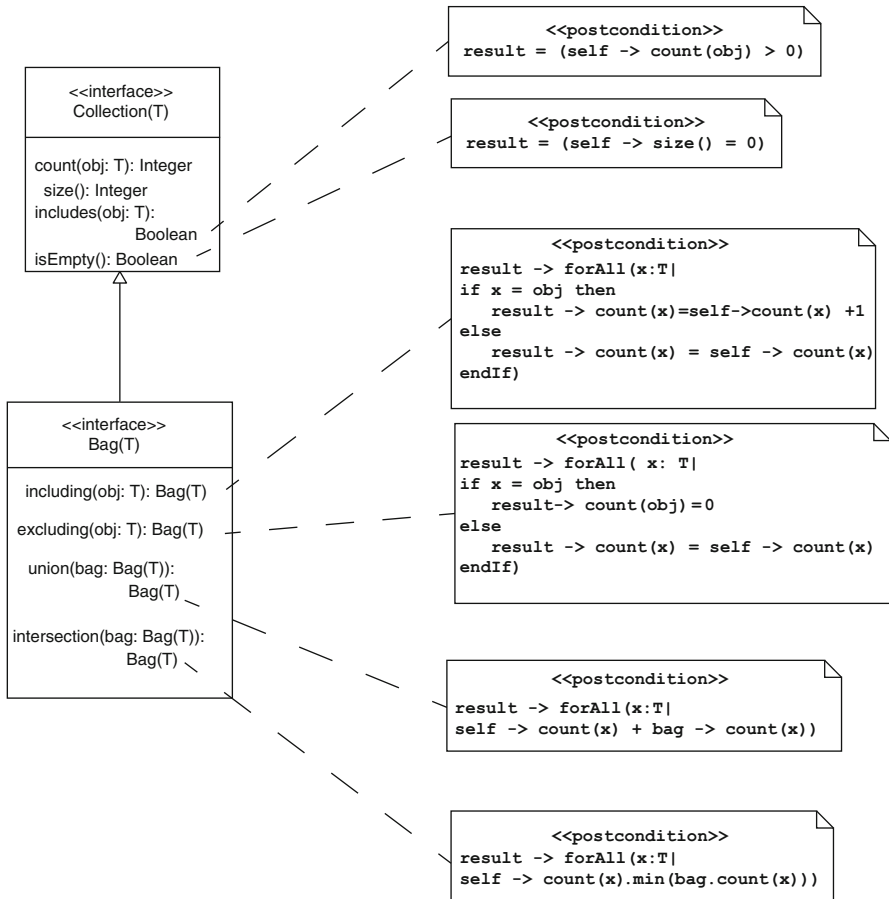 <<interface>>
Collection(T)
count(obj: T): Integer
size(): Integer
includes(obj: T):
Boolean
isEmpty(): Boolean
<<postcondition>>
result = (self -> count(obj) > 0)
<<postcondition>>
result = (self -> size() = 0)
<<interface>>
Bag(T)
including(obj: T): Bag(T)
excluding(obj: T): Bag(T)
union(bag: Bag(T)):
Bag(T)
intersection(bag: Bag(T)):
Bag(T)
<<postcondition>>
result -> forAll(x:T|
if x = obj then
result -> count(x)=self->count(x) +1
else
result -> count(x) = self -> count(x)
endIf)
<<postcondition>>
result -> forAll( x: T|
if x = obj then
result-> count(obj)=0
else
result -> count(x) = self -> count(x)
endIf)
<<postcondition>>
result -> forAll(x:T|
self -> count(x) + bag -> count(x))
<<postcondition>>
result -> forAll(x:T|
self -> count(x).min(bag.count(x)))